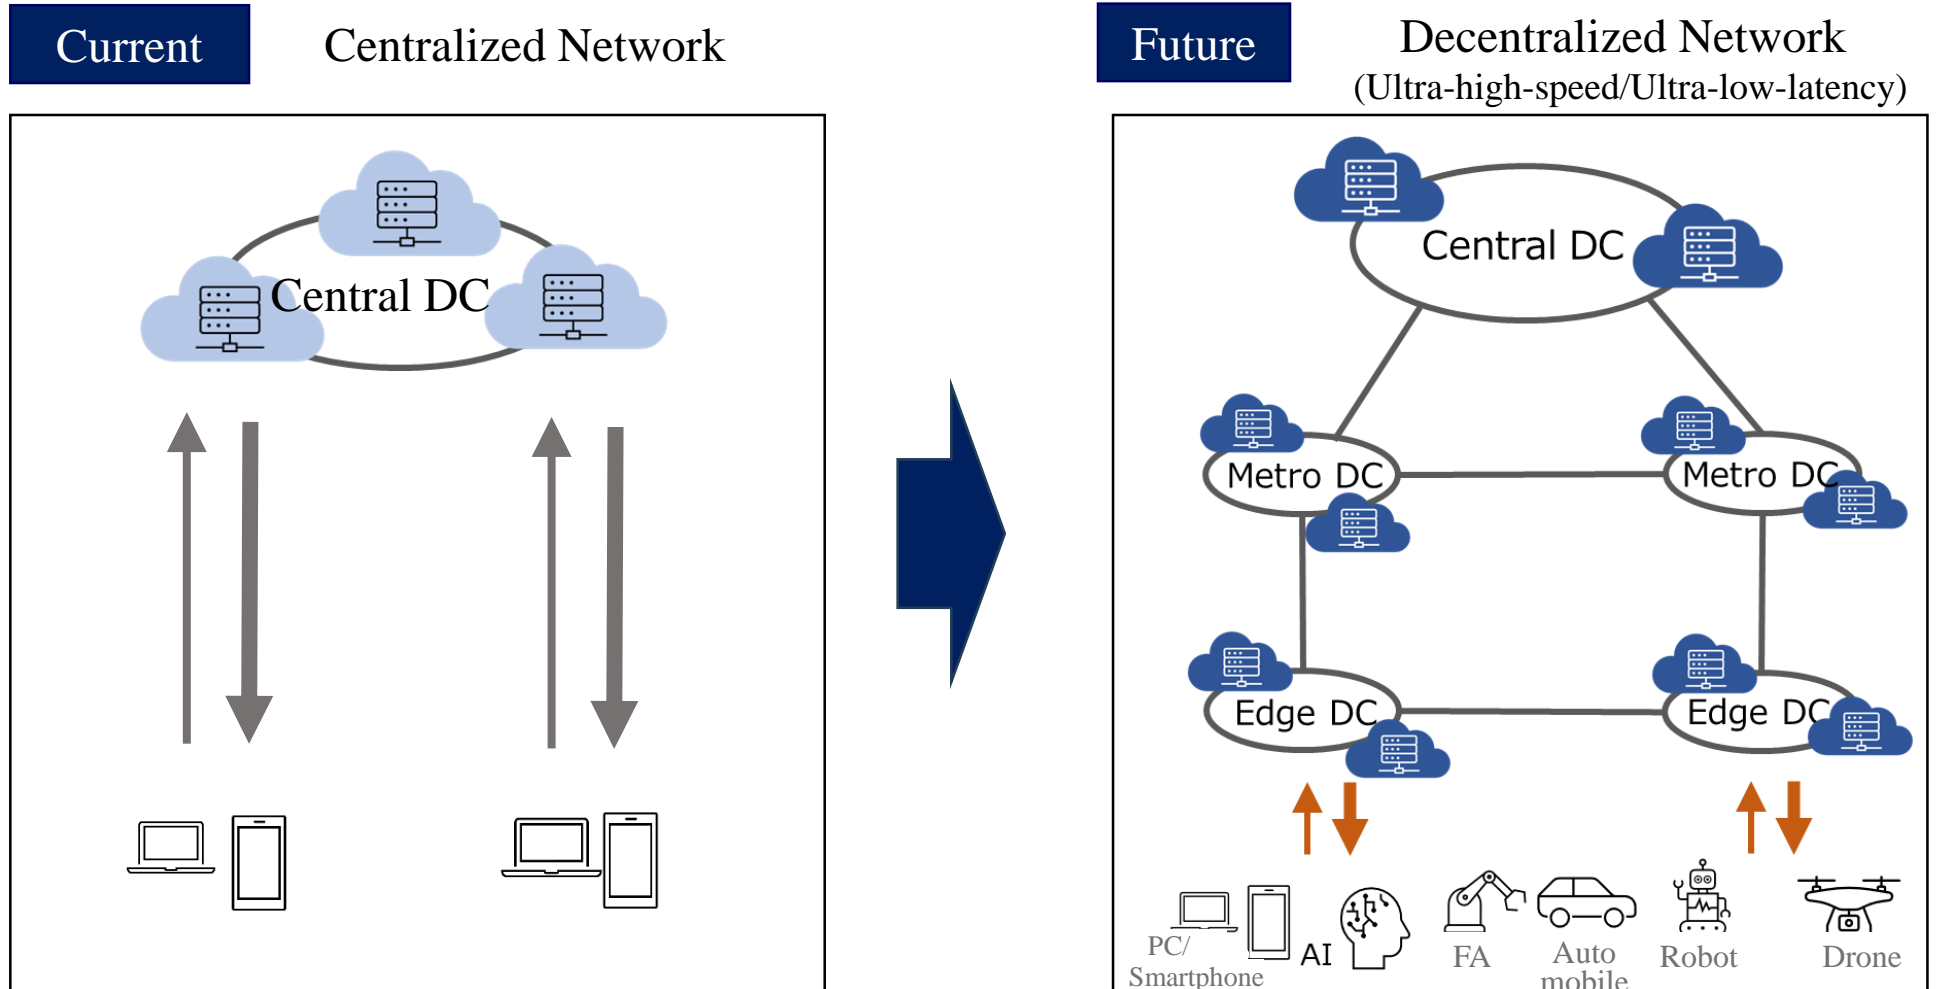 Current
Centralized Network
Central DC
Future
Decentralized Network
(Ultra-high-speed/Ultra-low-latency)
Central DC
Metro DC
Metro DC
Edge DC
Edge DC
PC/
Smartphone
AI
FA
Auto
mobile
Robot
Drone